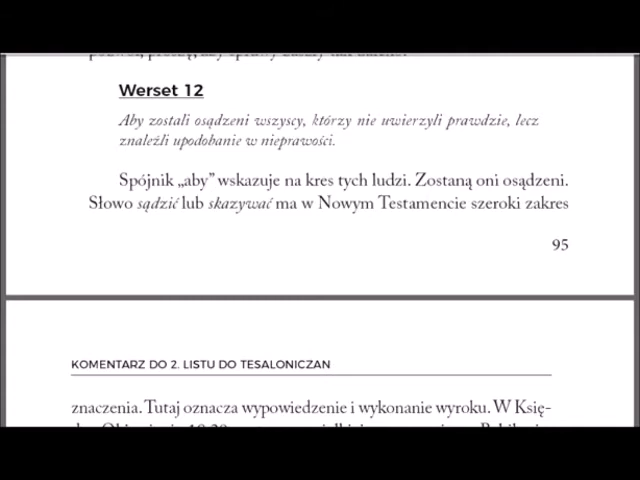 Werset 12
Aby zostali osądzeni wszyscy, którzy nie uwierzyli prawdzie, lecz
znaleźli upodobanie w nieprawości.
Spójnik „aby” wskazuje na kres tych ludzi. Zostaną oni osądzeni.
Słowo sądzić lub skazywać ma w Nowym Testamencie szeroki zakres
95
KOMENTARZ DO 2. LISTU DO TESALONICZAN
znaczenia. Tutaj oznacza wypowiedzenie i wykonanie wyroku. W Księ-